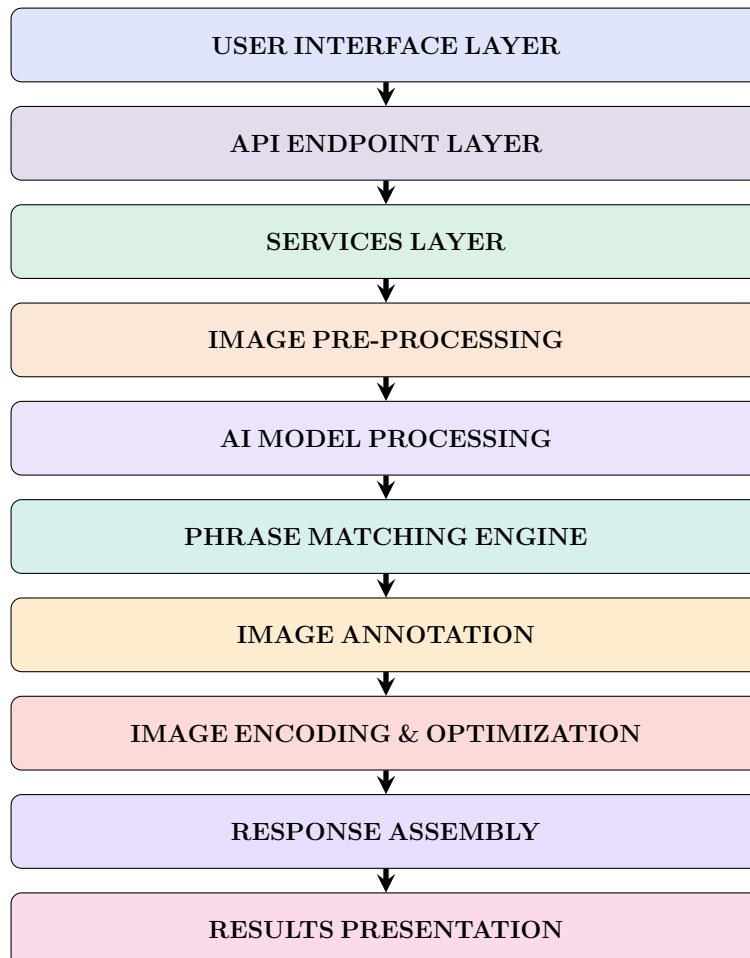 USER INTERFACE LAYER
API ENDPOINT LAYER
SERVICES LAYER
IMAGE PRE-PROCESSING
AI MODEL PROCESSING
PHRASE MATCHING ENGINE
IMAGE ANNOTATION
IMAGE ENCODING & OPTIMIZATION
RESPONSE ASSEMBLY
RESULTS PRESENTATION